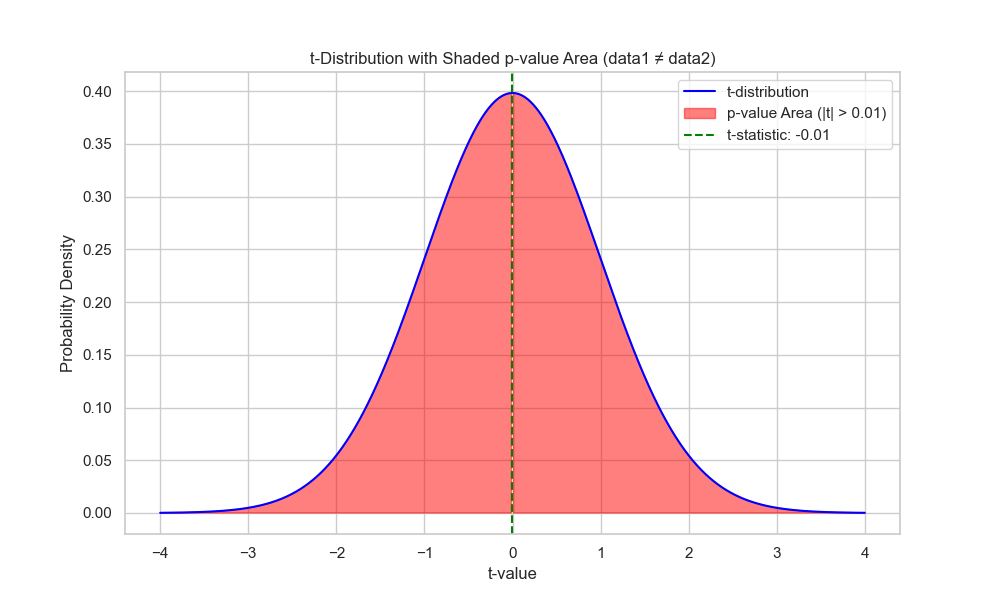 t-Distribution with Shaded p-value Area (data1 ≠ data2)
t-distribution
p-value Area (|t| > 0.01)
t-statistic: -0.01
Probability Density
0.40
0.35
0.30
0.25
0.20
0.15
0.10
0.05
0.00
−4 −3 −2 −1 0 1 2 3 4
t-value